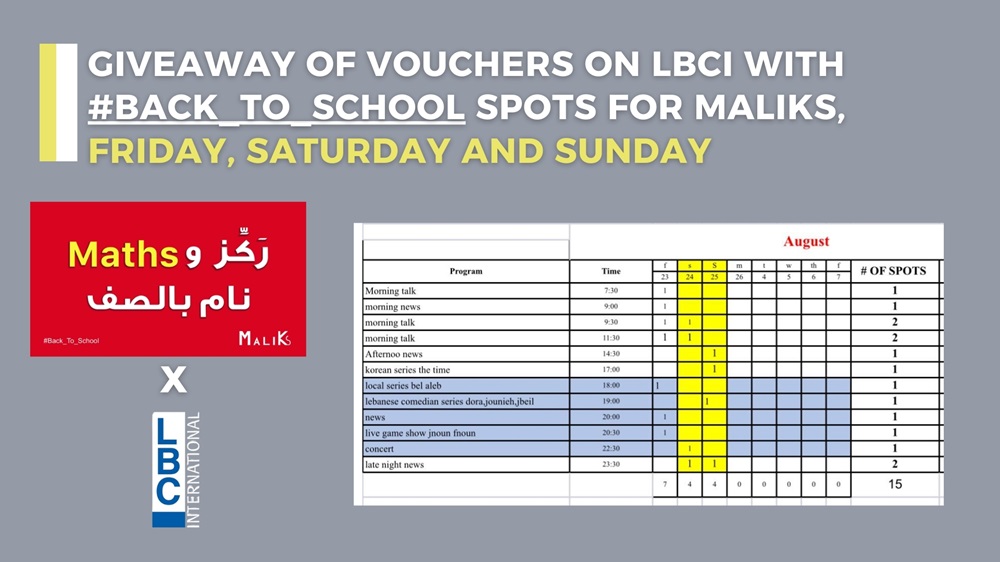 GIVEAWAY OF VOUCHERS ON LBCI WITH
#BACK_TO_SCHOOL SPOTS FOR MALIKS,
FRIDAY, SATURDAY AND SUNDAY
رَكِّز و Maths
نام بالصف
#Back_To_School
MALIKS
X
LBC
INTERNATIONAL
August
Program Time f s S m t w th f # OF SPOTS
23 24 25 26 4 5 6 7
Morning talk 7:30 1 1
morning news 9:00 1 1
morning talk 9:30 1 1 2
morning talk 11:30 1 1 2
Afternoo news 14:30 1 1
korean series the time 17:00 1 1
local series bel aleb 18:00 1 1
lebanese comedian series dora,jounieh,jbeil 19:00 1 1
news 20:00 1 1
live game show jnoun fnoun 20:30 1 1
concert 22:30 1 1
late night news 23:30 1 1 2
7 4 4 0 0 0 0 0 15